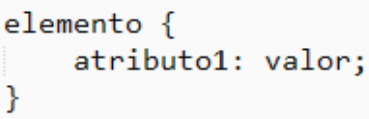 elemento {
    atributo1: valor;
}